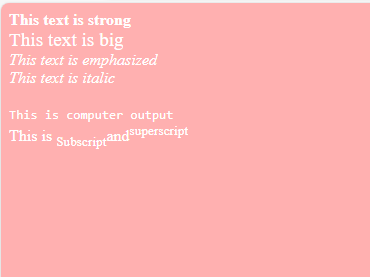 This text is strong
This text is big
This text is emphasized
This text is italic
This is computer output
This is Subscriptandsuperscript